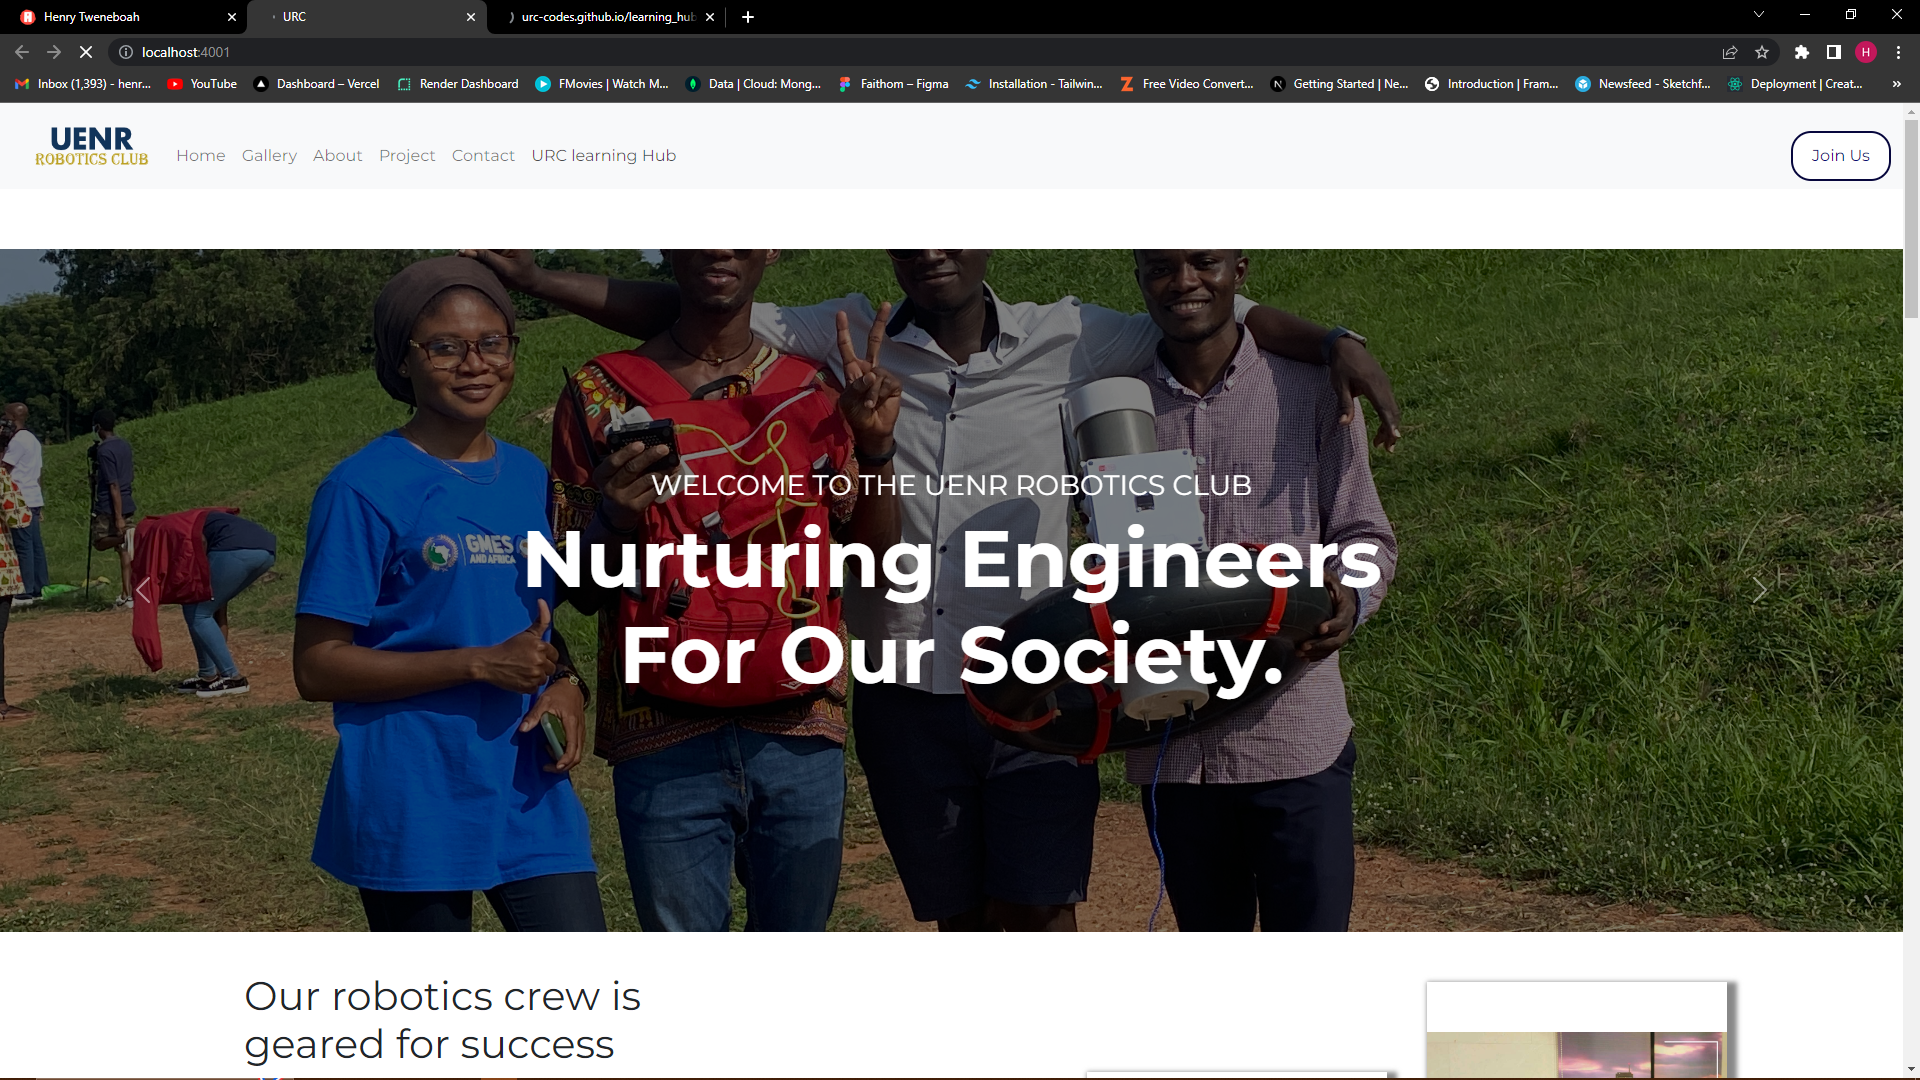 Henry Tweneboah
URC
urc-codes.github.io/learning_hub
localhost:4001
H
Inbox (1,393) - henr...
YouTube
Dashboard – Vercel
Render Dashboard
FMovies | Watch M...
Data | Cloud: Mong...
Faithom – Figma
Installation - Tailwin...
Free Video Convert...
Getting Started | Ne...
Introduction | Fram...
Newsfeed - Sketchf...
Deployment | Creat...
UENR
ROBOTICS CLUB
Home
Gallery
About
Project
Contact
URC learning Hub
Join Us
WELCOME TO THE UENR ROBOTICS CLUB
Nurturing Engineers
For Our Society.
GMES
AND AFRICA
Our robotics crew is
geared for success